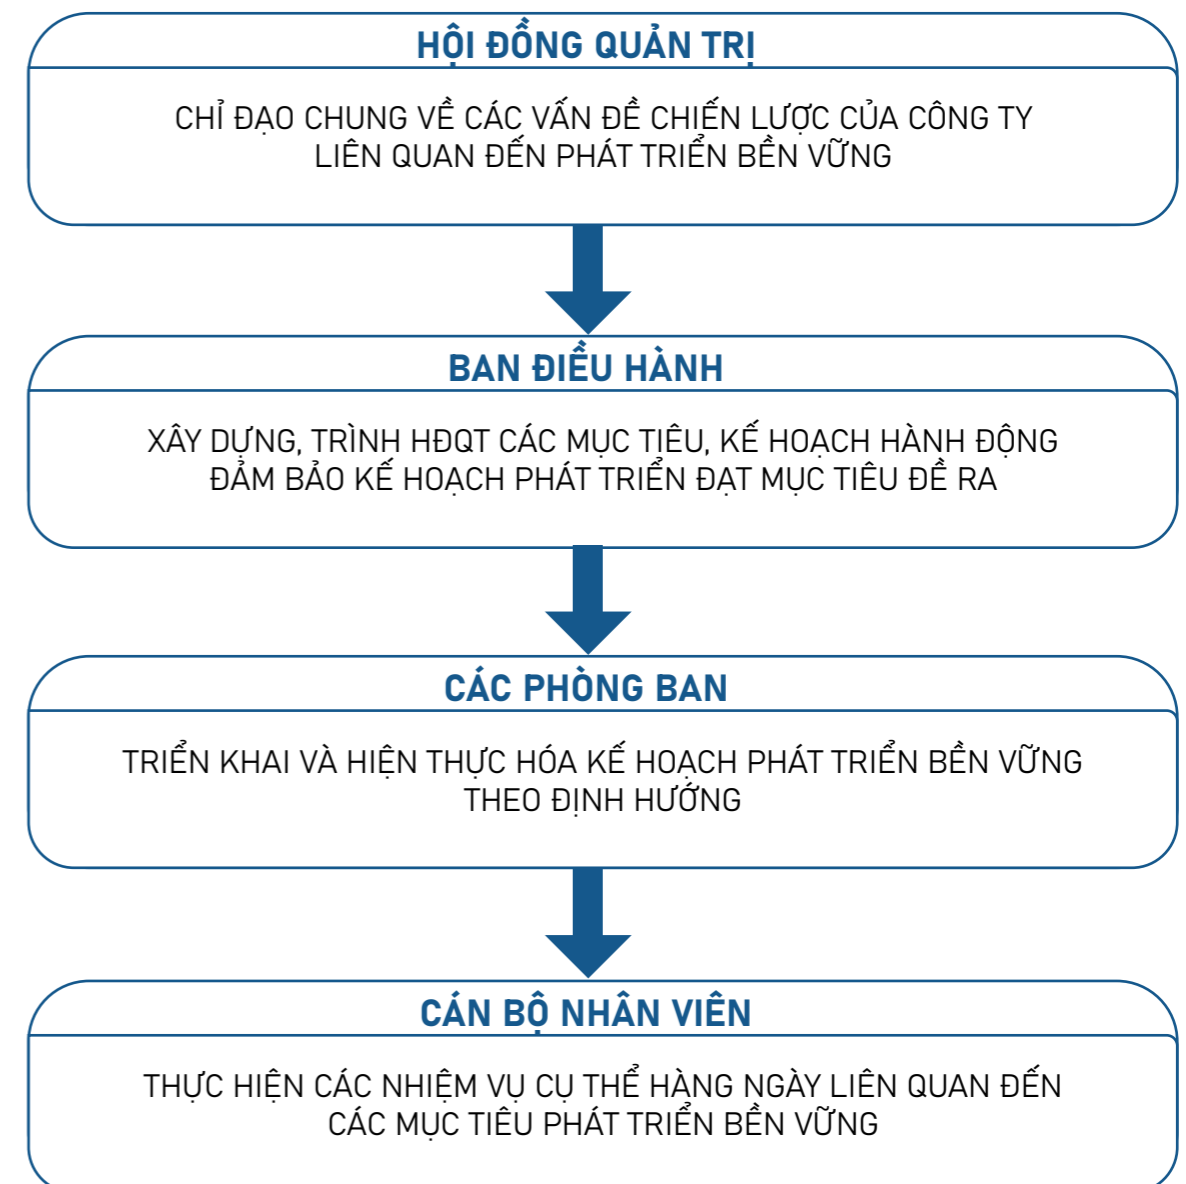 HỘI ĐỒNG QUẢN TRỊ
CHỈ ĐẠO CHUNG VỀ CÁC VẤN ĐỀ CHIẾN LƯỢC CỦA CÔNG TY
LIÊN QUAN ĐẾN PHÁT TRIỂN BỀN VỮNG
BAN ĐIỀU HÀNH
XÂY DỰNG, TRÌNH HĐQT CÁC MỤC TIÊU, KẾ HOẠCH HÀNH ĐỘNG
ĐẢM BẢO KẾ HOẠCH PHÁT TRIỂN ĐẠT MỤC TIÊU ĐỀ RA
CÁC PHÒNG BAN
TRIỂN KHAI VÀ HIỆN THỰC HÓA KẾ HOẠCH PHÁT TRIỂN BỀN VỮNG
THEO ĐỊNH HƯỚNG
CÁN BỘ NHÂN VIÊN
THỰC HIỆN CÁC NHIỆM VỤ CỤ THỂ HÀNG NGÀY LIÊN QUAN ĐẾN
CÁC MỤC TIÊU PHÁT TRIỂN BỀN VỮNG